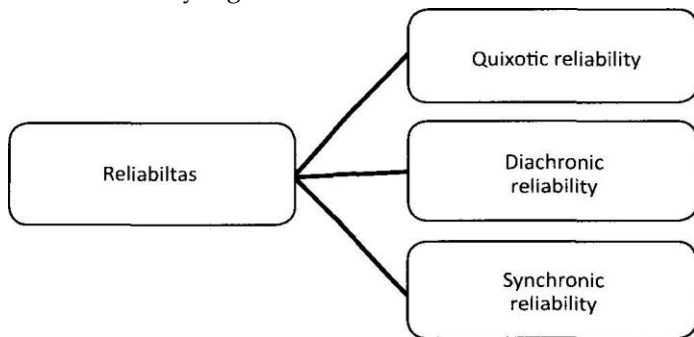 Quixotic reliability
Reliabiltas
Diachronic
reliability
Synchronic
reliability